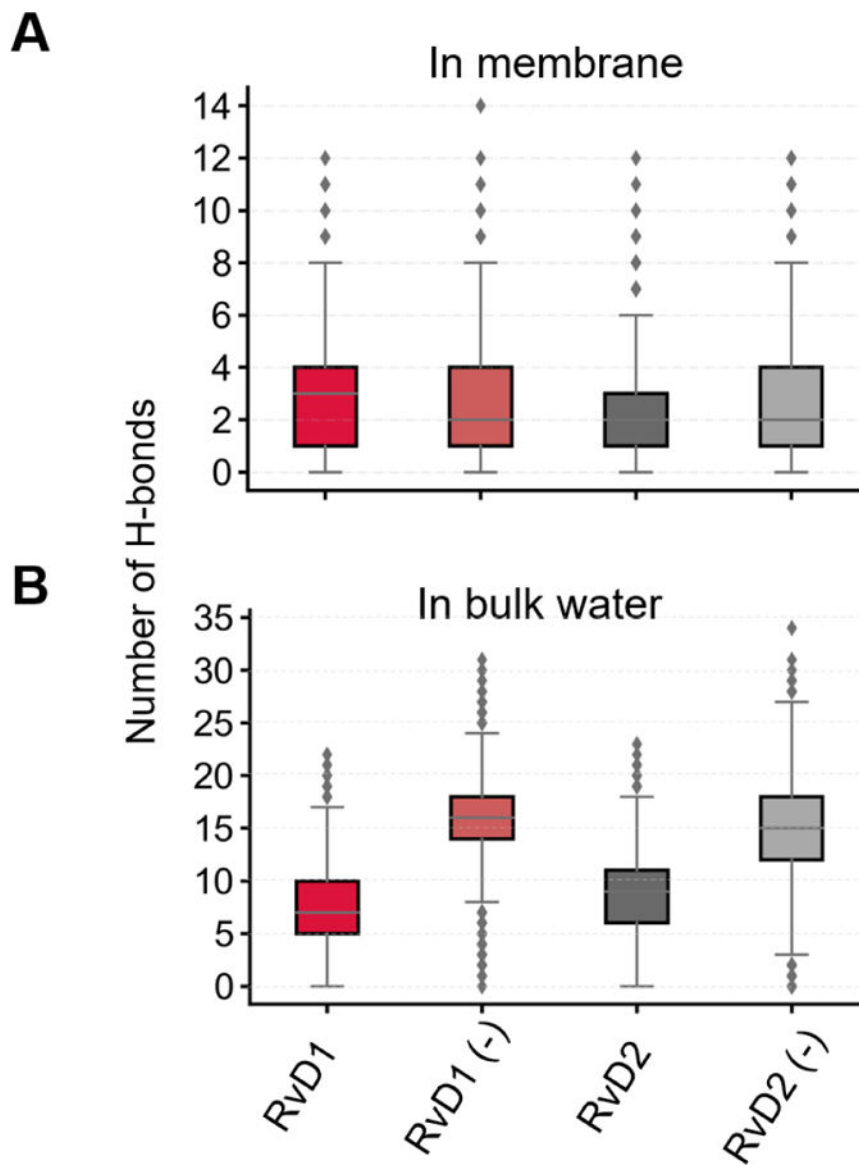 A
In membrane
14
12
10
8
6
4
2
0
Number of H-bonds
B
In bulk water
35
30
25
20
15
10
5
0
RvD1
RvD1 (-)
RvD2
RvD2 (-)